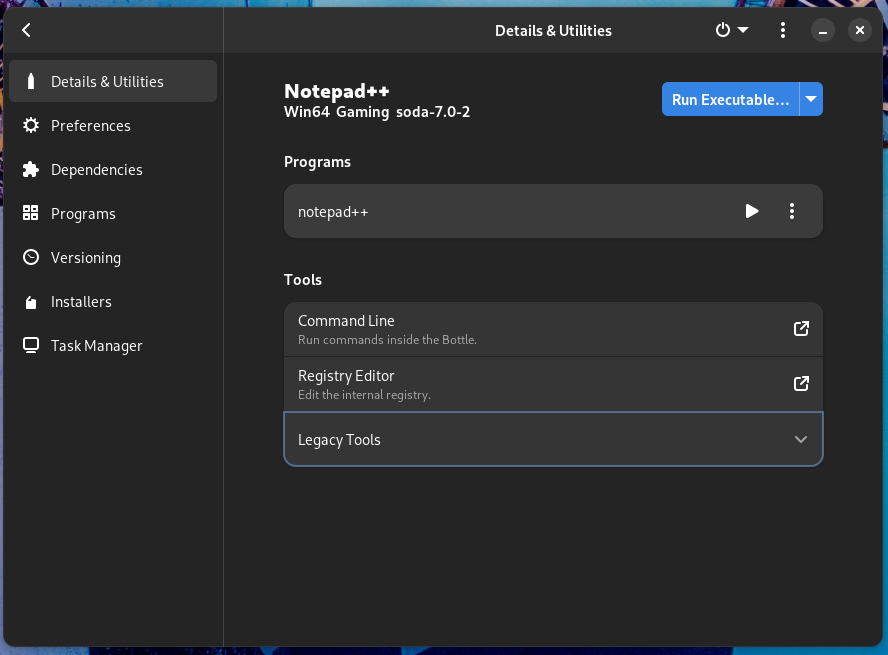 Details & Utilities
Details & Utilities
Preferences
Dependencies
Programs
Versioning
Installers
Task Manager
Notepad++
Win64 Gaming soda-7.0-2
Run Executable...
Programs
notepad++
Tools
Command Line
Run commands inside the Bottle.
Registry Editor
Edit the internal registry.
Legacy Tools